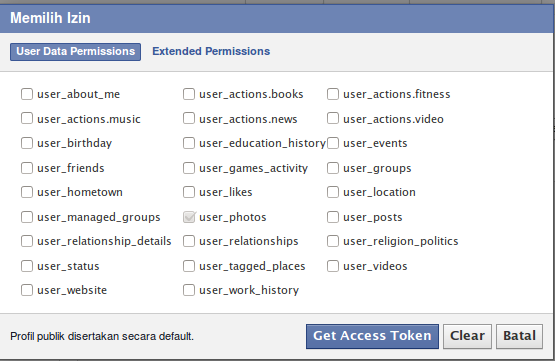 Memilih Izin
User Data Permissions Extended Permissions
user_about_me user_actions.books user_actions.fitness
user_actions.music user_actions.news user_actions.video
user_birthday user_education_history user_events
user_friends user_games_activity user_groups
user_hometown user_likes user_location
user_managed_groups user_photos user_posts
user_relationship_details user_relationships user_religion_politics
user_status user_tagged_places user_videos
user_website user_work_history
Profil publik disertakan secara default. Get Access Token Clear Batal